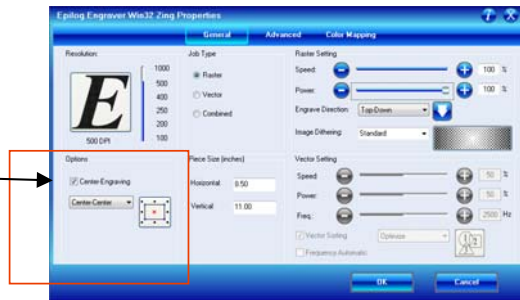 Epilog Engraver Win32 Zing Properties
General Advanced Color Mapping
Resolution:
1000
500
400
250
200
100
E
500 DPI
Job Type
Raster
Vector
Combined
Raster Setting
Speed: 100 %
Power: 100 %
Engrave Direction: Top-Down
Image Dithering: Standard
Options
Center-Engraving
Center-Center
Piece Size (inches)
Horizontal 8.50
Vertical 11.00
Vector Setting
Speed 50 %
Power: 50 %
Freq.: 2500 Hz
Vector Sorting Optimize
Frequency Automatic
OK Cancel